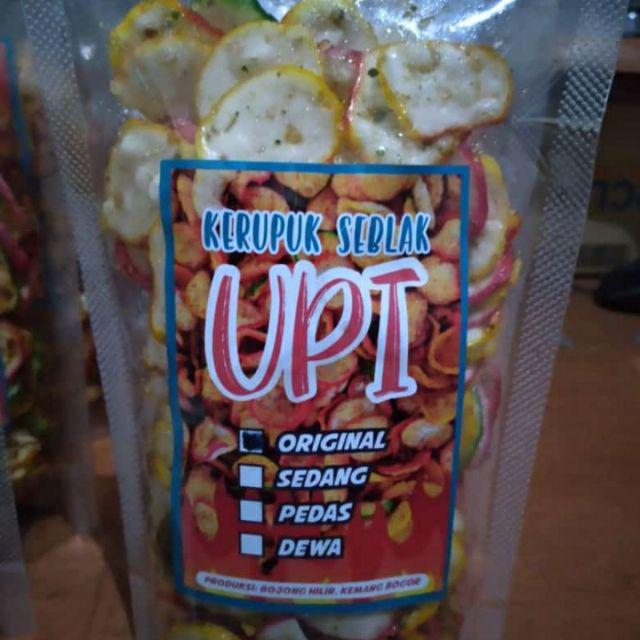 KERUPUK SEBLAK
UPI
ORIGINAL
SEDANG
PEDAS
DEWA
PRODUKSI: BOJONG HILIR, KEMANG BOGOR